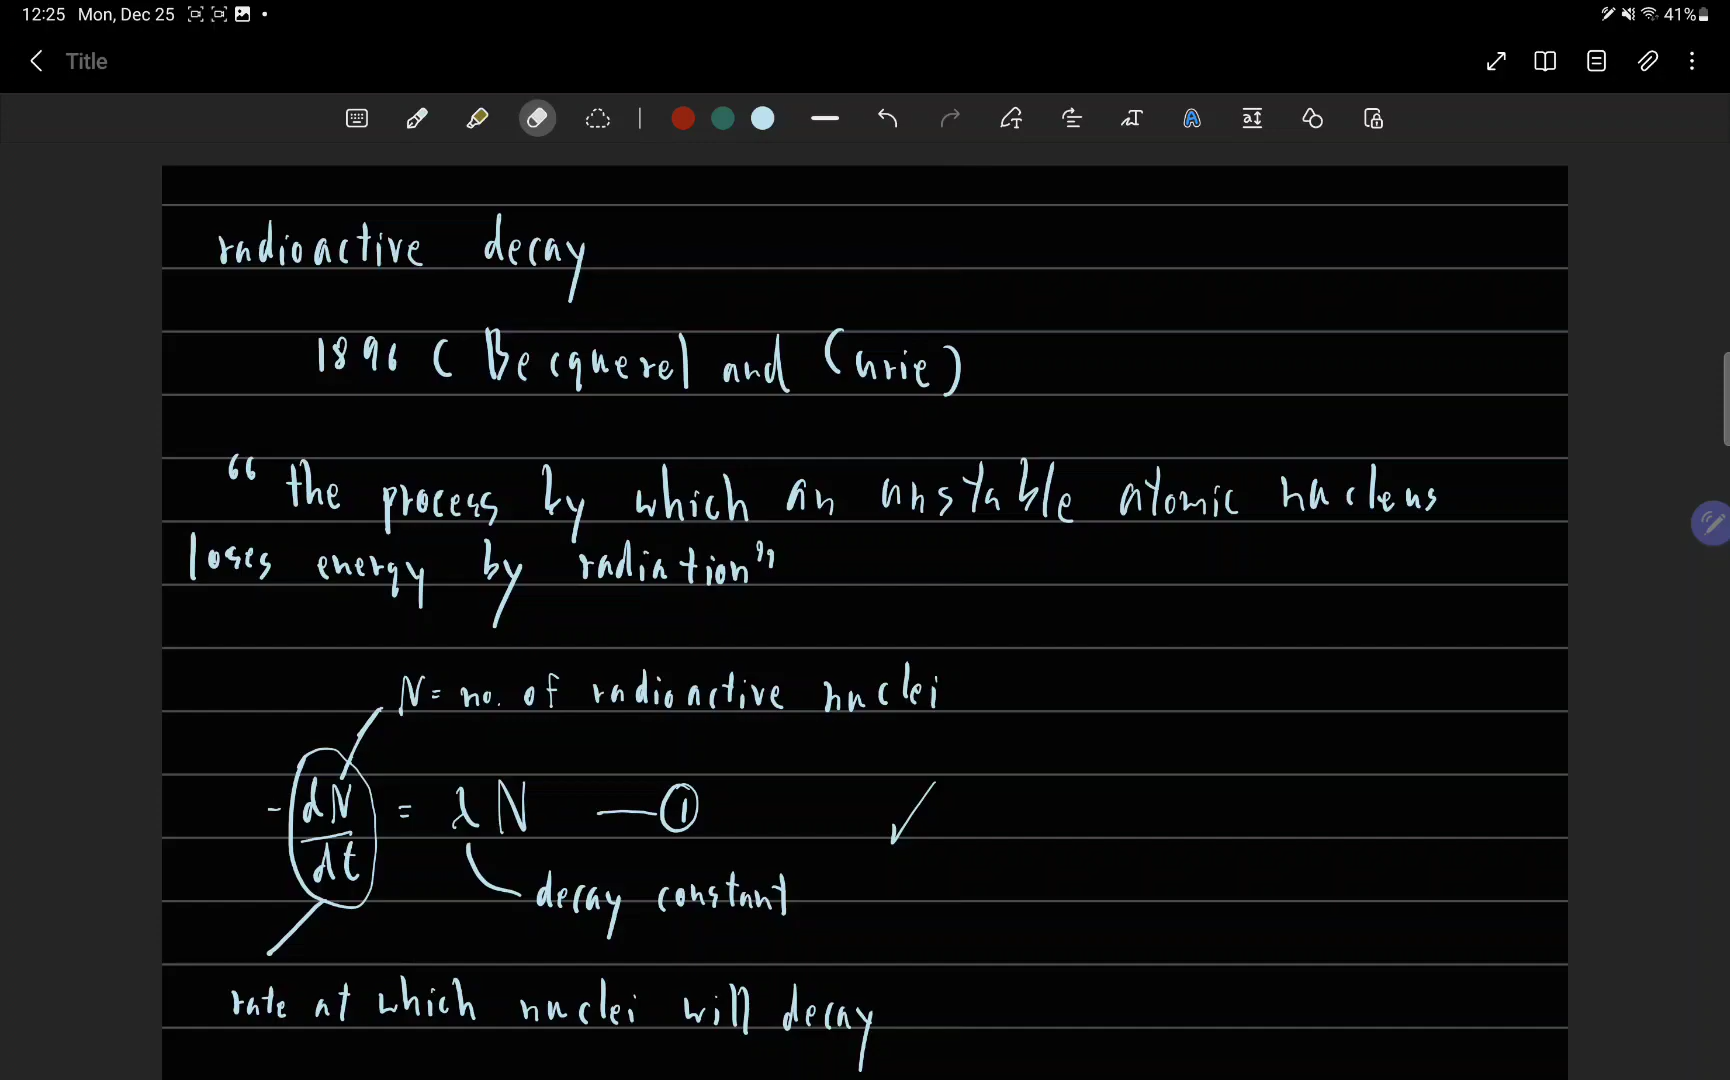 12:25 Mon, Dec 25 41%
Title
radioactive decay
1896 ( Becquerel and Curie)
“ the process by which an unstable atomic nucleus
loses energy by radiation”
N = no. of radioactive nuclei
- dN/dt = λ N — ①
decay constant
rate at which nuclei will decay